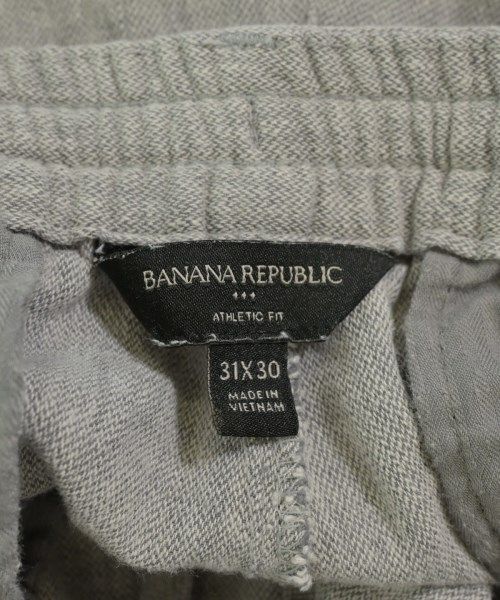 BANANA REPUBLIC
ATHLETIC FIT
31X30
MADE IN
VIETNAM